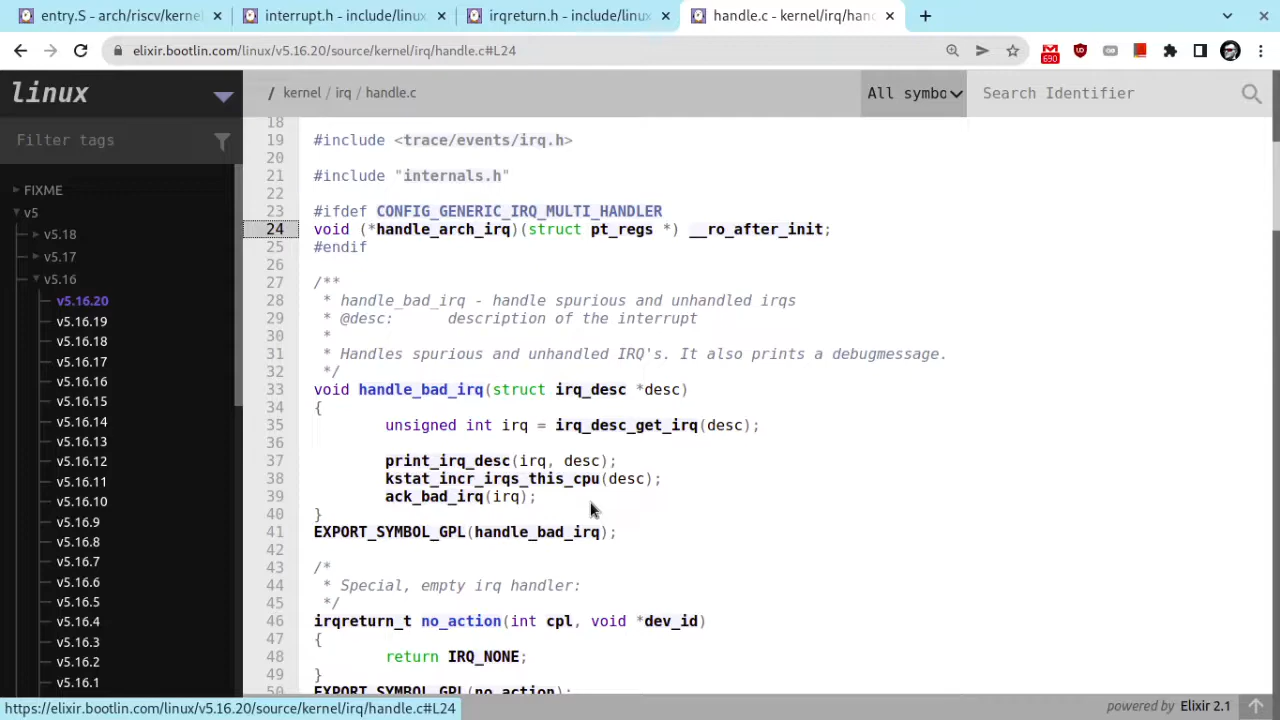 entry.S - arch/riscv/kernel
interrupt.h - include/linux
irqreturn.h - include/linux
handle.c - kernel/irq/hand
elixir.bootlin.com/linux/v5.16.20/source/kernel/irq/handle.c#L24
690
linux
/ kernel / irq / handle.c
All symbo
Search Identifier
Filter tags
FIXME
v5
v5.18
v5.17
v5.16
v5.16.20
v5.16.19
v5.16.18
v5.16.17
v5.16.16
v5.16.15
v5.16.14
v5.16.13
v5.16.12
v5.16.11
v5.16.10
v5.16.9
v5.16.8
v5.16.7
v5.16.6
v5.16.5
v5.16.4
v5.16.3
v5.16.2
v5.16.1
18
19 #include <trace/events/irq.h>
20
21 #include "internals.h"
22
23 #ifdef CONFIG_GENERIC_IRQ_MULTI_HANDLER
24 void (*handle_arch_irq)(struct pt_regs *) __ro_after_init;
25 #endif
26
27 /**
28 * handle_bad_irq - handle spurious and unhandled irqs
29 * @desc: description of the interrupt
30 *
31 * Handles spurious and unhandled IRQ's. It also prints a debugmessage.
32 */
33 void handle_bad_irq(struct irq_desc *desc)
34 {
35 unsigned int irq = irq_desc_get_irq(desc);
36
37 print_irq_desc(irq, desc);
38 kstat_incr_irqs_this_cpu(desc);
39 ack_bad_irq(irq);
40 }
41 EXPORT_SYMBOL_GPL(handle_bad_irq);
42
43 /*
44 * Special, empty irq handler:
45 */
46 irqreturn_t no_action(int cpl, void *dev_id)
47 {
48 return IRQ_NONE;
49 }
50 EXPORT_SYMBOL_GPL(no_action);
https://elixir.bootlin.com/linux/v5.16.20/source/kernel/irq/handle.c#L24
powered by Elixir 2.1